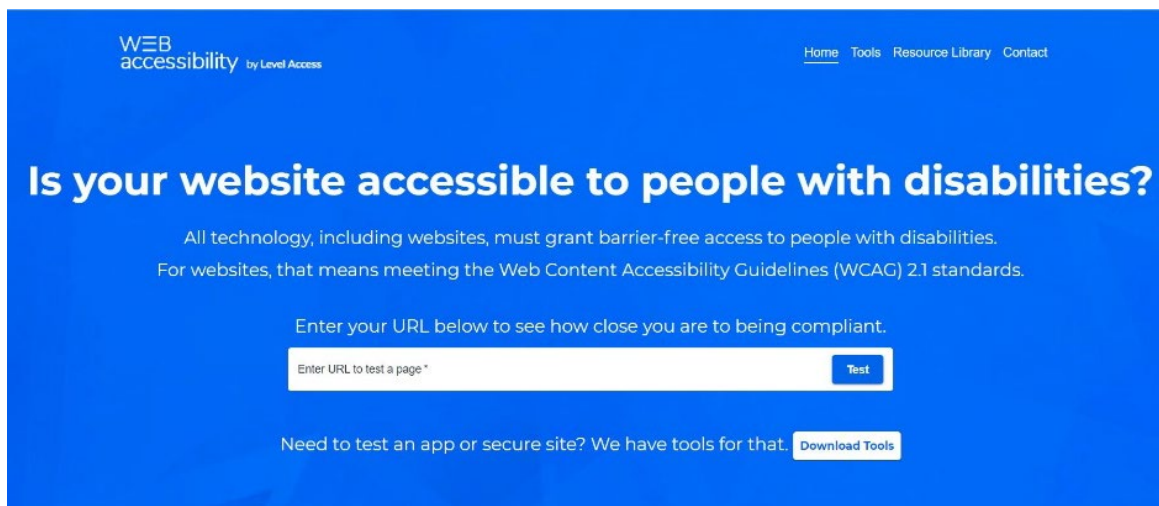 WEB
accessibility by Level Access
Home Tools Resource Library Contact
Is your website accessible to people with disabilities?
All technology, including websites, must grant barrier-free access to people with disabilities.
For websites, that means meeting the Web Content Accessibility Guidelines (WCAG) 2.1 standards.
Enter your URL below to see how close you are to being compliant.
Enter URL to test a page * Test
Need to test an app or secure site? We have tools for that. Download Tools